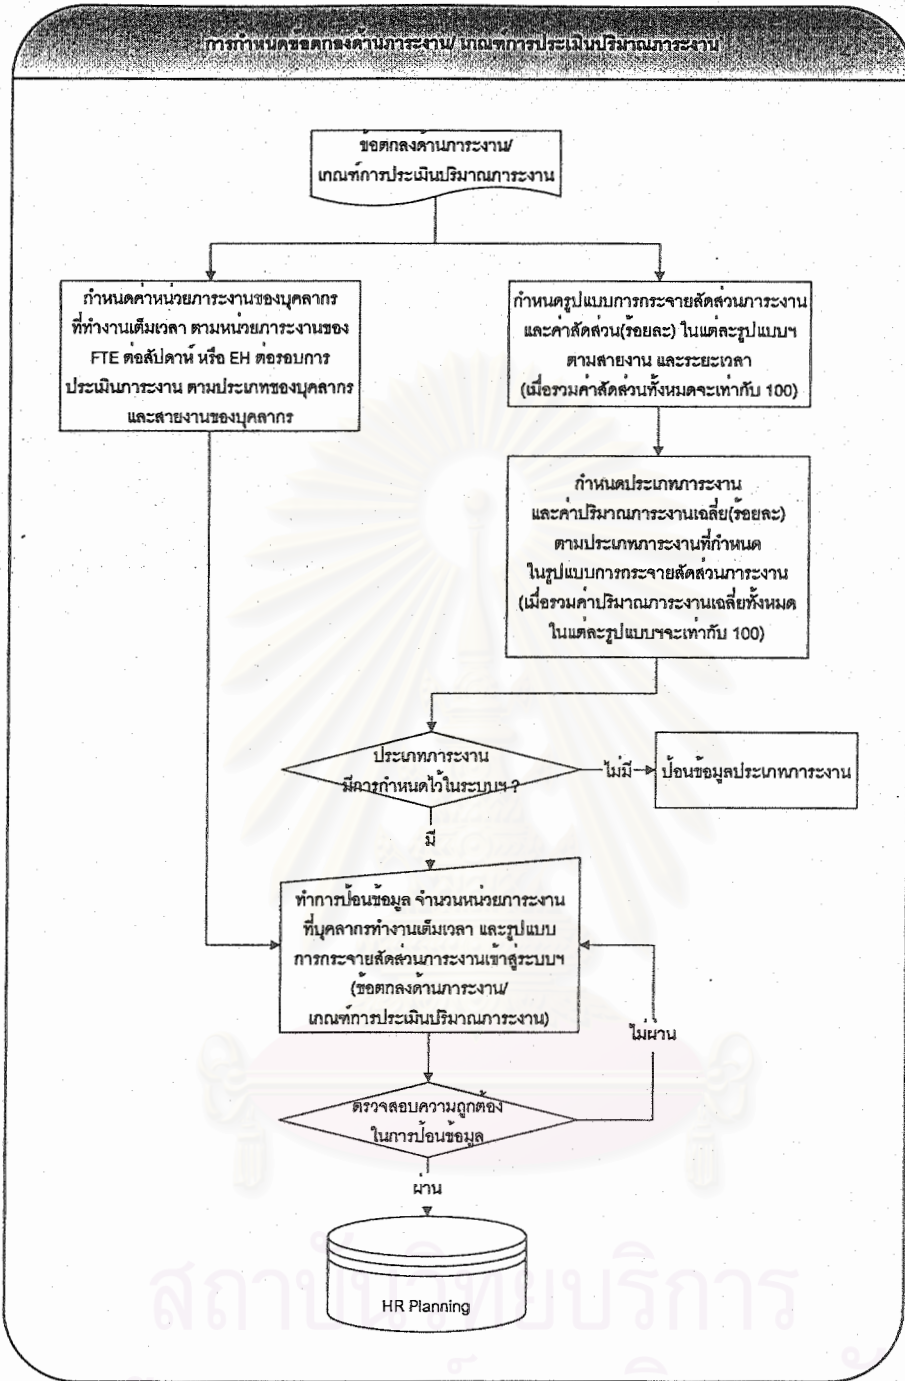 การกำหนดข้อตกลงด้านภาระงาน/ เกณฑ์การประเมินปริมาณภาระงาน
ข้อตกลงด้านภาระงาน/
เกณฑ์การประเมินปริมาณภาระงาน
กำหนดค่าหน่วยภาระงานของบุคลากร
ที่ทำงานเต็มเวลา ตามหน่วยภาระงานของ
FTE ต่อสัปดาห์ หรือ EH ต่อรอบการ
ประเมินภาระงาน ตามประเภทของบุคลากร
และสายงานของบุคลากร
กำหนดรูปแบบการกระจายสัดส่วนภาระงาน
และค่าสัดส่วน(ร้อยละ) ในแต่ละรูปแบบฯ
ตามสายงาน และระยะเวลา
(เมื่อรวมค่าสัดส่วนทั้งหมดจะเท่ากับ 100)
กำหนดประเภทภาระงาน
และค่าปริมาณภาระงานเฉลี่ย(ร้อยละ)
ตามประเภทภาระงานที่กำหนด
ในรูปแบบการกระจายสัดส่วนภาระงาน
(เมื่อรวมค่าปริมาณภาระงานเฉลี่ยทั้งหมด
ในแต่ละรูปแบบฯจะเท่ากับ 100)
ประเภทภาระงาน
มีการกำหนดไว้ในระบบฯ ?
ไม่มี
ป้อนข้อมูลประเภทภาระงาน
มี
ทำการป้อนข้อมูล จำนวนหน่วยภาระงาน
ที่บุคลากรทำงานเต็มเวลา และรูปแบบ
การกระจายสัดส่วนภาระงานเข้าสู่ระบบฯ
(ข้อตกลงด้านภาระงาน/
เกณฑ์การประเมินปริมาณภาระงาน)
ไม่ผ่าน
ตรวจสอบความถูกต้อง
ในการป้อนข้อมูล
ผ่าน
HR Planning
สถาบันวิทยบริการ